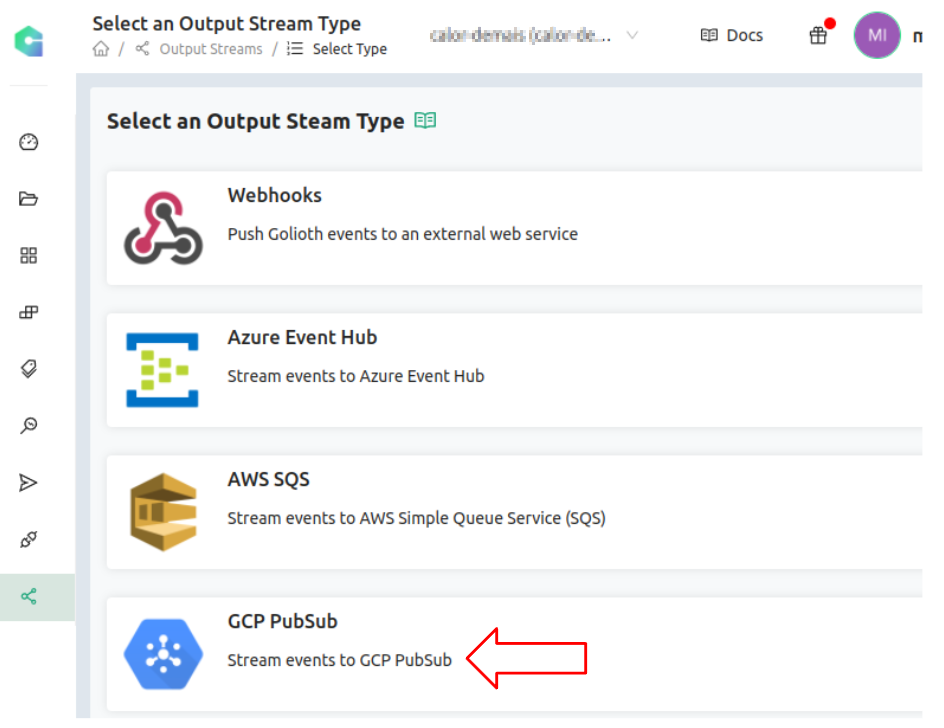 Select an Output Stream Type
/ Output Streams / Select Type
Docs
MI
Select an Output Steam Type
Webhooks
Push Golioth events to an external web service
Azure Event Hub
Stream events to Azure Event Hub
AWS SQS
Stream events to AWS Simple Queue Service (SQS)
GCP PubSub
Stream events to GCP PubSub